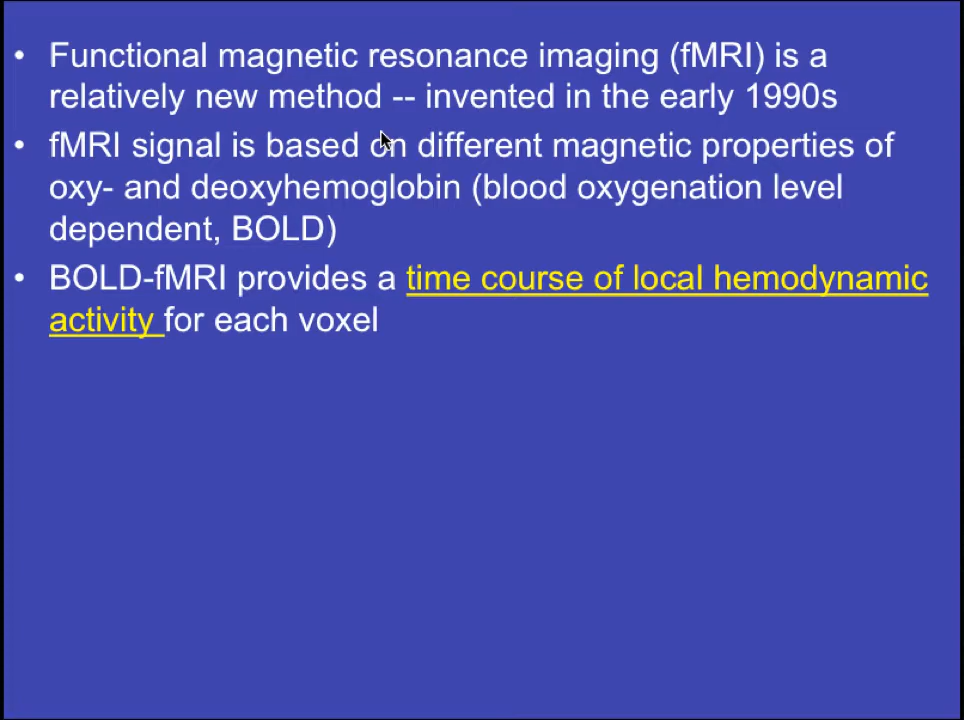 • Functional magnetic resonance imaging (fMRI) is a
relatively new method -- invented in the early 1990s
• fMRI signal is based on different magnetic properties of
oxy- and deoxyhemoglobin (blood oxygenation level
dependent, BOLD)
• BOLD-fMRI provides a time course of local hemodynamic
activity for each voxel